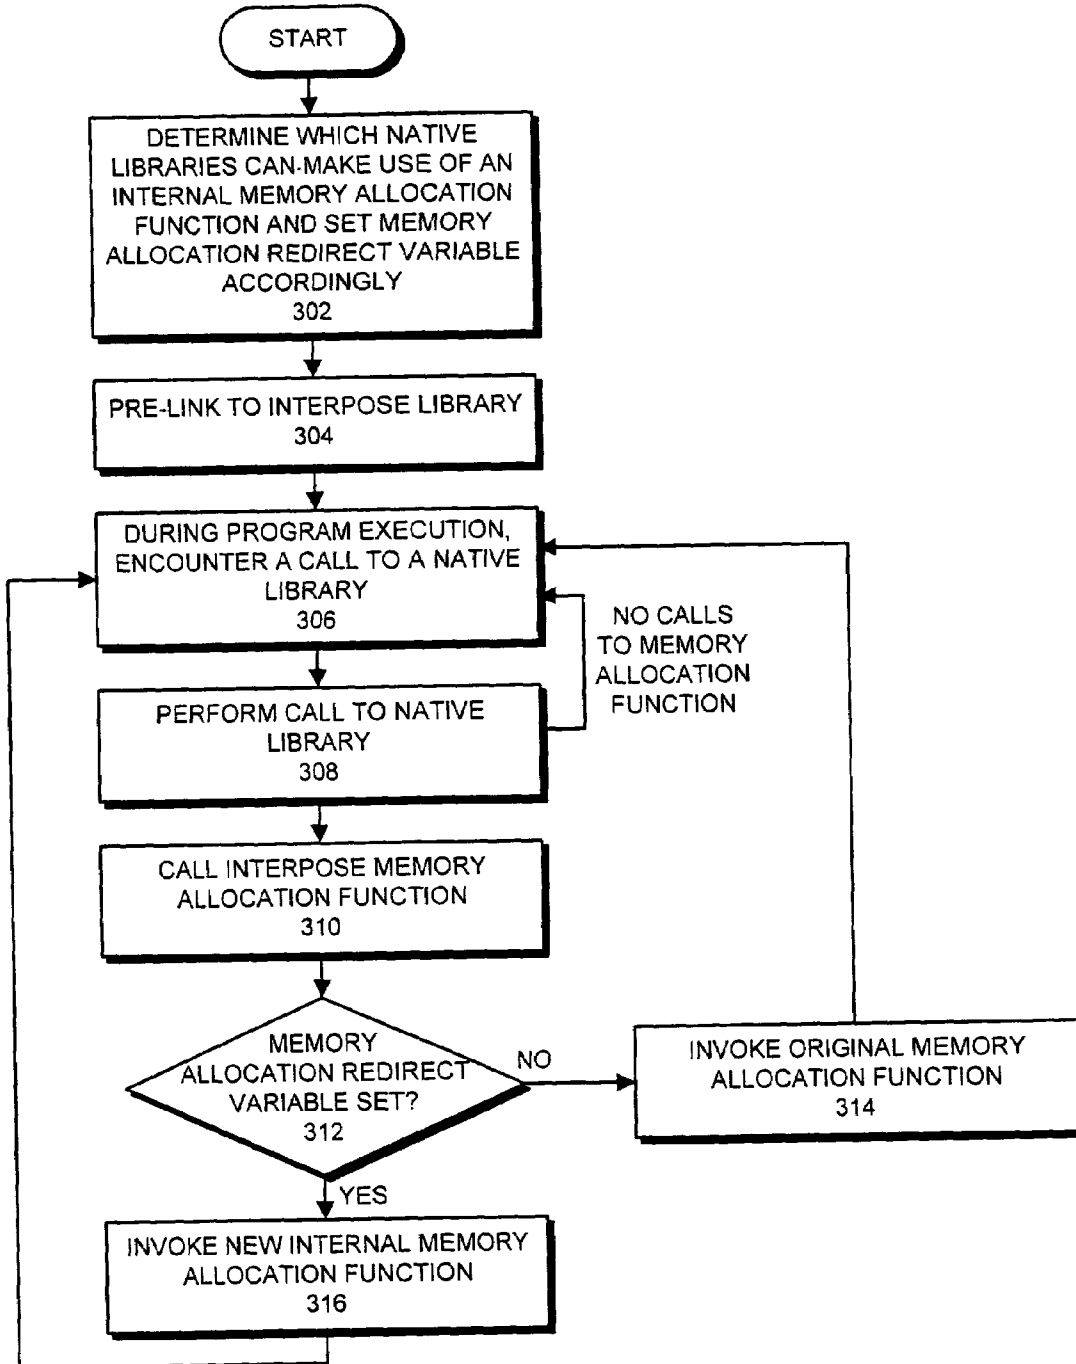 START
DETERMINE WHICH NATIVE
LIBRARIES CAN-MAKE USE OF AN
INTERNAL MEMORY ALLOCATION
FUNCTION AND SET MEMORY
ALLOCATION REDIRECT VARIABLE
ACCORDINGLY
302
PRE-LINK TO INTERPOSE LIBRARY
304
DURING PROGRAM EXECUTION,
ENCOUNTER A CALL TO A NATIVE
LIBRARY
306
NO CALLS
TO MEMORY
ALLOCATION
FUNCTION
PERFORM CALL TO NATIVE
LIBRARY
308
CALL INTERPOSE MEMORY
ALLOCATION FUNCTION
310
MEMORY
ALLOCATION REDIRECT
VARIABLE SET?
312
NO
INVOKE ORIGINAL MEMORY
ALLOCATION FUNCTION
314
YES
INVOKE NEW INTERNAL MEMORY
ALLOCATION FUNCTION
316